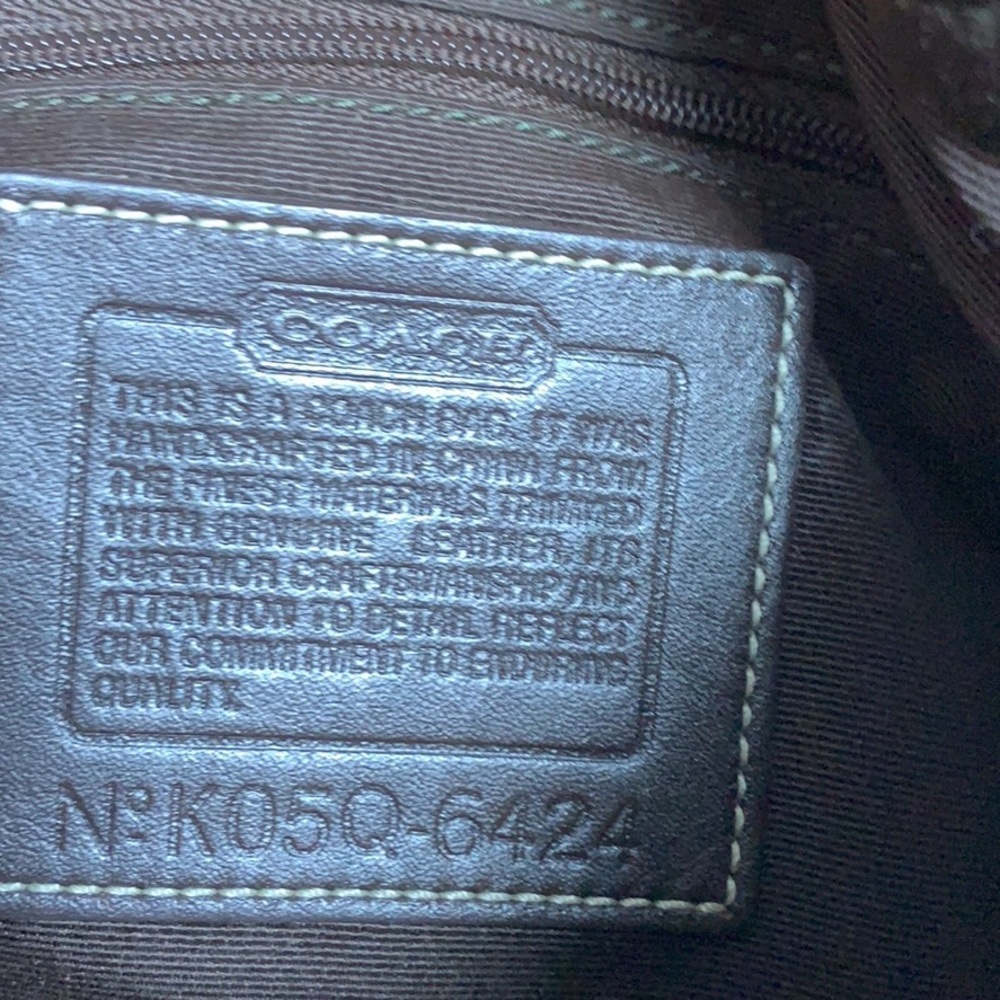 COACH
THIS IS A COACH BAG. IT WAS
HANDCRAFTED IN CHINA FROM
THE FINEST MATERIALS TRIMMED
WITH GENUINE LEATHER. ITS
SUPERIOR CRAFTSMANSHIP AND
ATTENTION TO DETAIL REFLECT
OUR COMMITMENT TO ENDURING
QUALITY.
Nº K05Q-6424